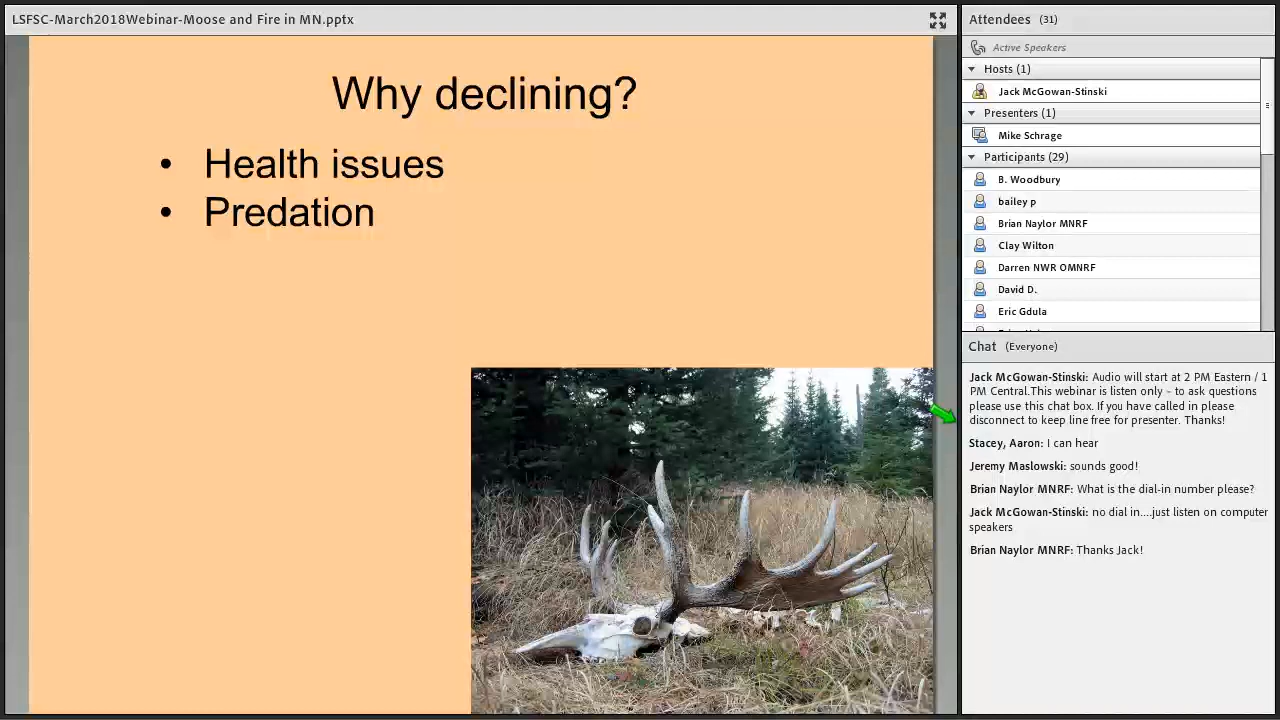 LSFSC-March2018Webinar-Moose and Fire in MN.pptx
Why declining?
• Health issues
• Predation
Attendees (31)
Active Speakers
Hosts (1)
Jack McGowan-Stinski
Presenters (1)
Mike Schrage
Participants (29)
B. Woodbury
bailey p
Brian Naylor MNRF
Clay Wilton
Darren NWR OMNRF
David D.
Eric Gdula
Chat (Everyone)
Jack McGowan-Stinski: Audio will start at 2 PM Eastern / 1
PM Central.This webinar is listen only - to ask questions
please use this chat box. If you have called in please
disconnect to keep line free for presenter. Thanks!
Stacey, Aaron: I can hear
Jeremy Maslowski: sounds good!
Brian Naylor MNRF: What is the dial-in number please?
Jack McGowan-Stinski: no dial in....just listen on computer
speakers
Brian Naylor MNRF: Thanks Jack!